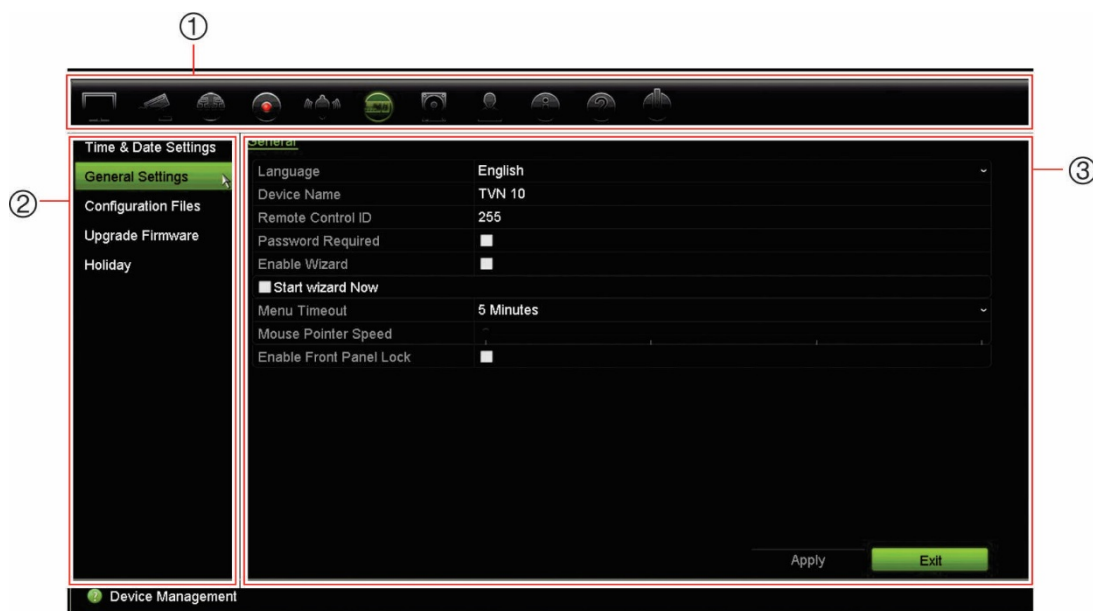 ①
Time & Date Settings
General Settings
Configuration Files
Upgrade Firmware
Holiday
②
General
Language English
Device Name TVN 10
Remote Control ID 255
Password Required
Enable Wizard
Start wizard Now
Menu Timeout 5 Minutes
Mouse Pointer Speed
Enable Front Panel Lock
③
Apply Exit
Device Management